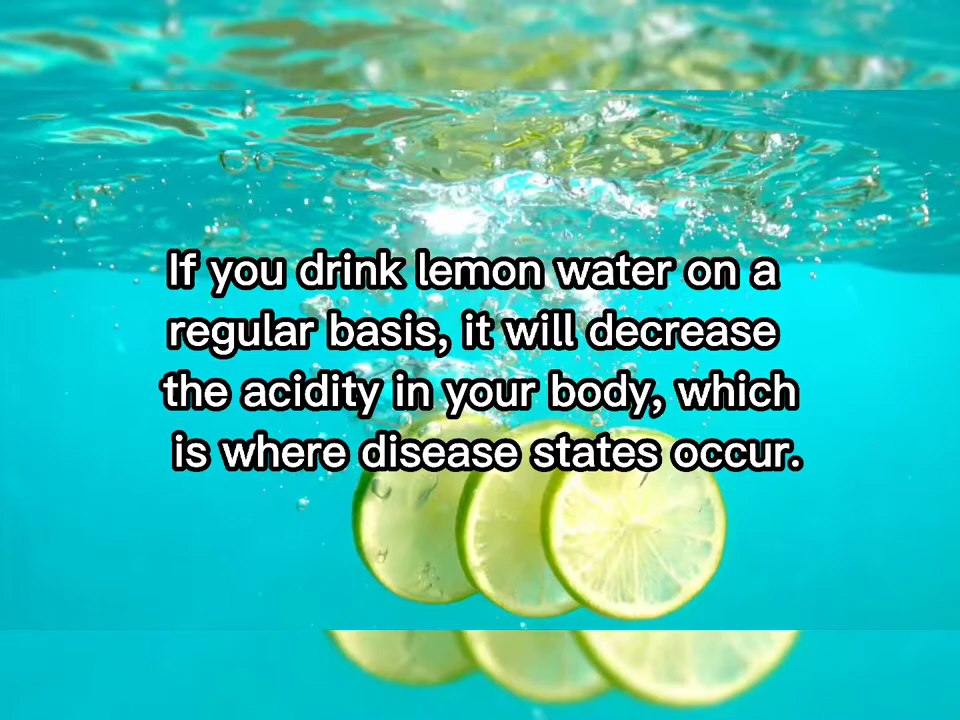 If you drink lemon water on a
regular basis, it will decrease
the acidity in your body, which
is where disease states occur.